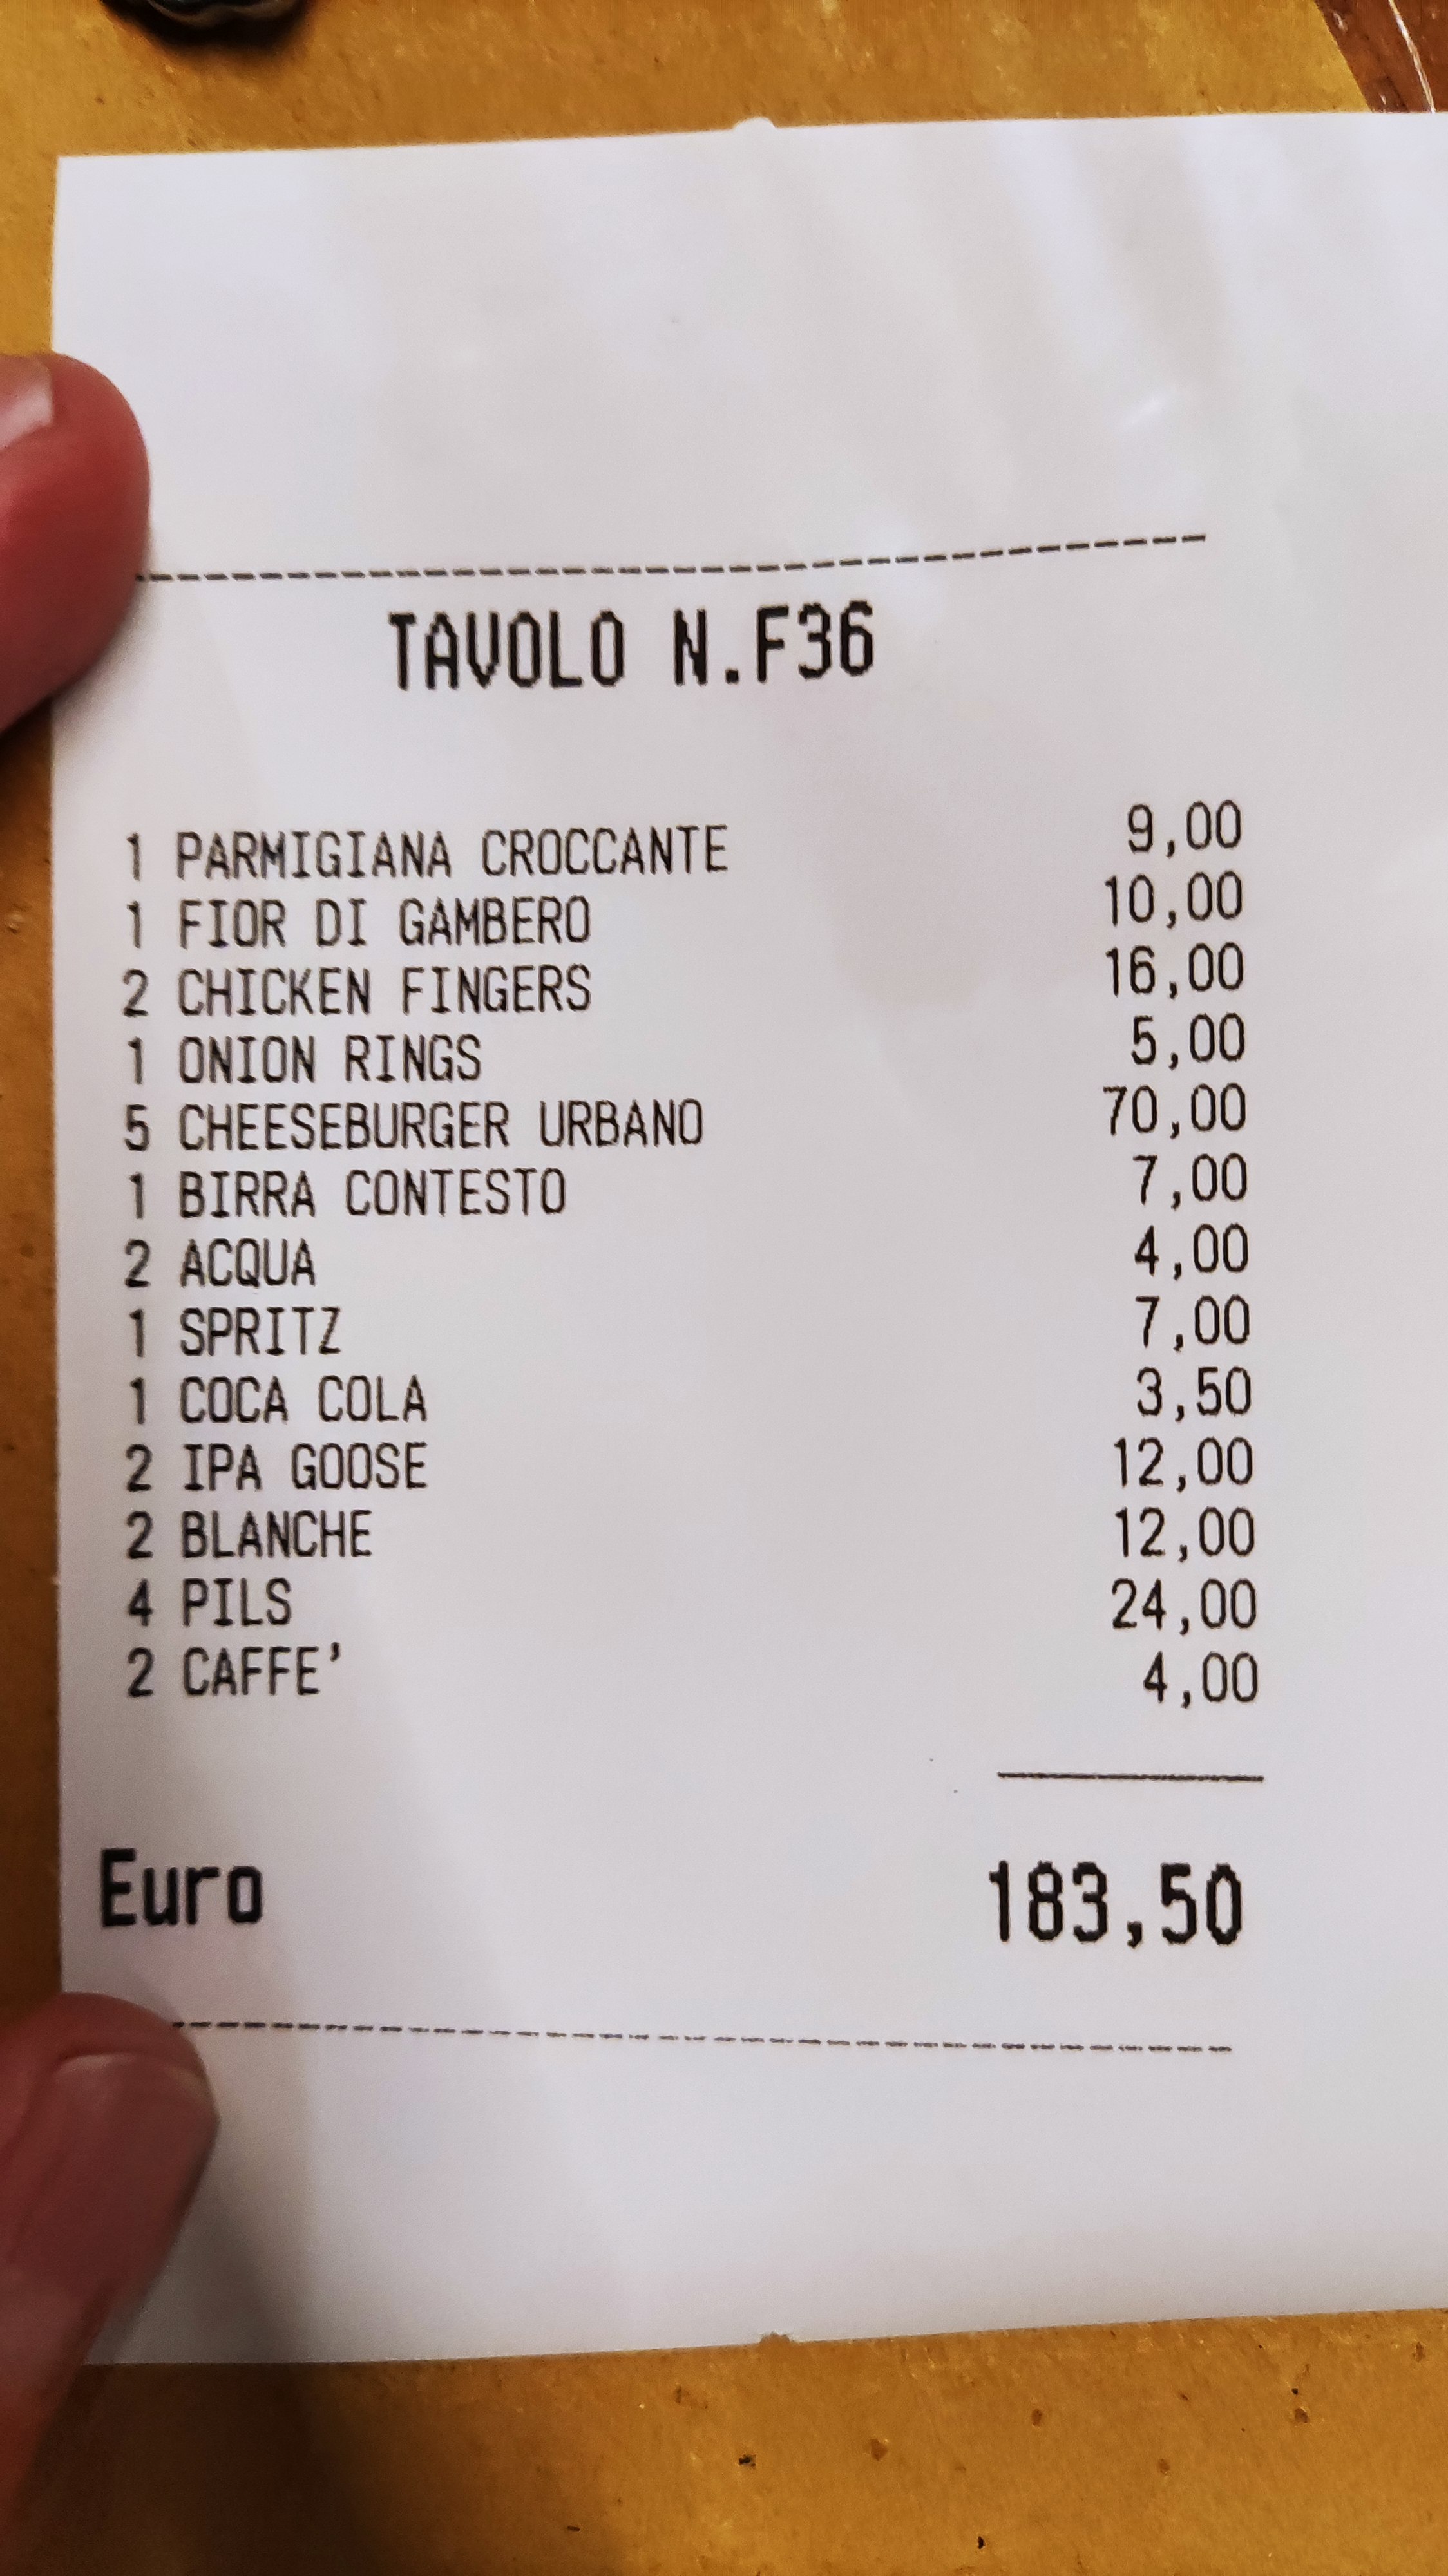 TAVOLO N.F36
1 PARMIGIANA CROCCANTE 9,00
1 FIOR DI GAMBERO 10,00
2 CHICKEN FINGERS 16,00
1 ONION RINGS 5,00
5 CHEESEBURGER URBANO 70,00
1 BIRRA CONTESTO 7,00
2 ACQUA 4,00
1 SPRITZ 7,00
1 COCA COLA 3,50
2 IPA GOOSE 12,00
2 BLANCHE 12,00
4 PILS 24,00
2 CAFFE' 4,00
Euro 183,50